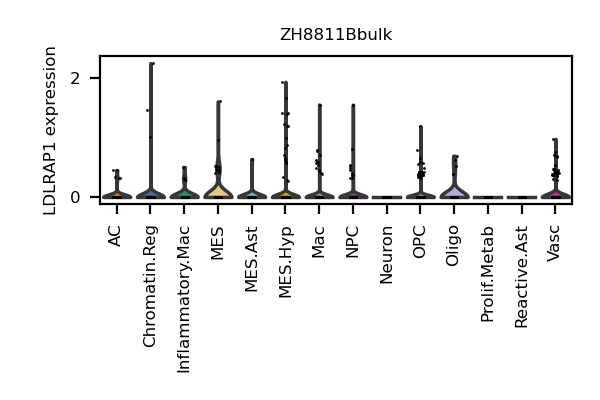 ZH8811Bbulk
LDLRAP1 expression
2
0
AC
Chromatin.Reg
Inflammatory.Mac
MES
MES.Ast
MES.Hyp
Mac
NPC
Neuron
OPC
Oligo
Prolif.Metab
Reactive.Ast
Vasc